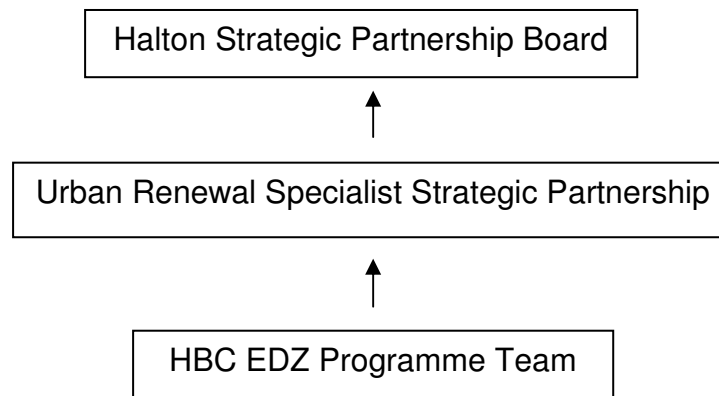 Halton Strategic Partnership Board
Urban Renewal Specialist Strategic Partnership
HBC EDZ Programme Team